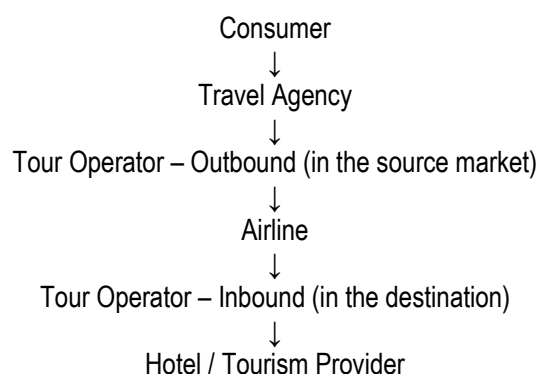 Consumer
↓
Travel Agency
↓
Tour Operator – Outbound (in the source market)
↓
Airline
↓
Tour Operator – Inbound (in the destination)
↓
Hotel / Tourism Provider